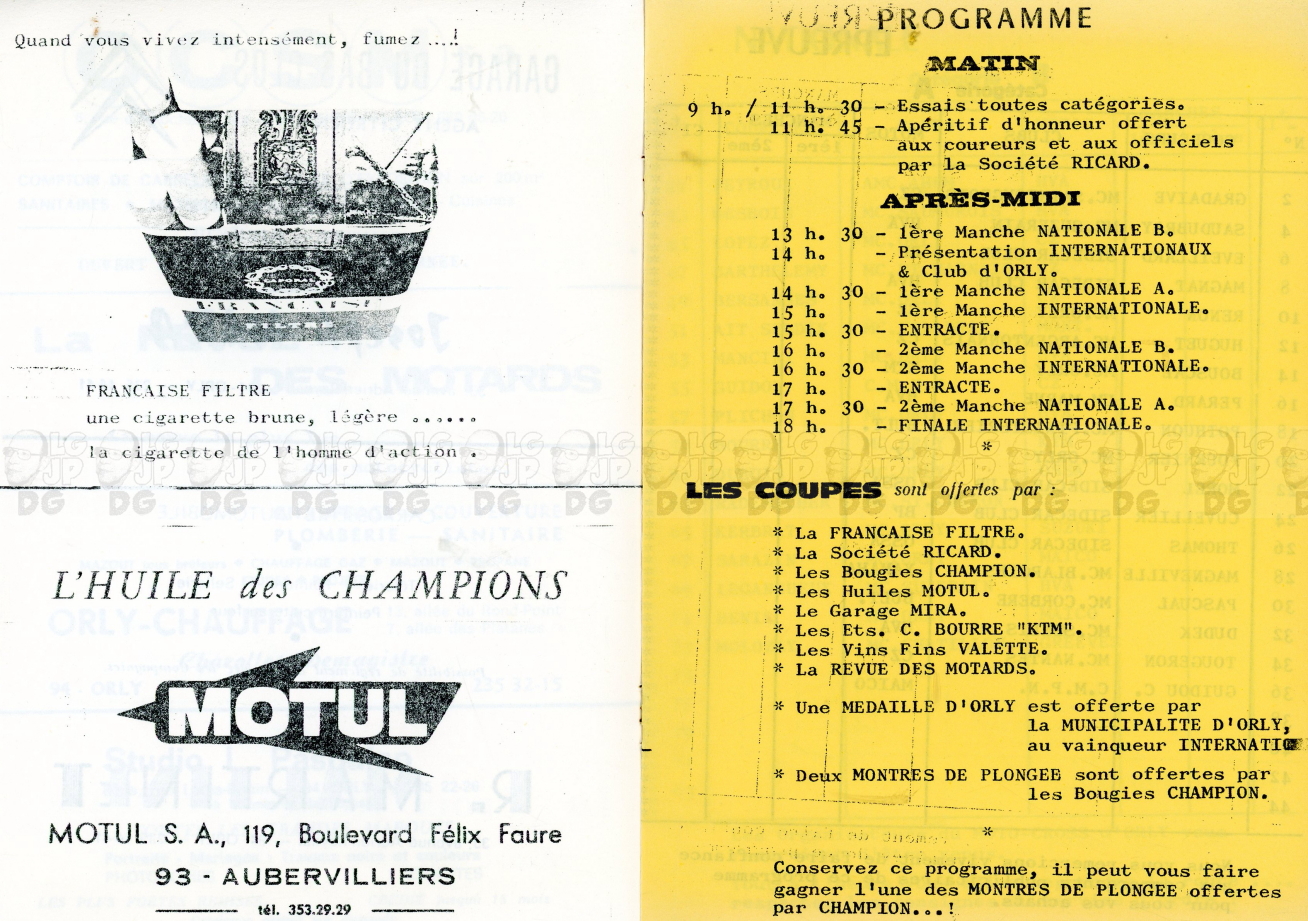 Quand vous vivez intensément, fumez ....!
FILTRE
FRANCAISE FILTRE
une cigarette brune, légère ......
la cigarette de l'homme d'action .
L'HUILE des CHAMPIONS
MOTUL
MOTUL S. A., 119, Boulevard Félix Faure
93 - AUBERVILLIERS
tél. 353.29.29
PROGRAMME
MATIN
9 h. / 11 h. 30 - Essais toutes catégories.
11 h. 45 - Apéritif d'honneur offert
aux coureurs et aux officiels
par la Société RICARD.
APRÈS-MIDI
13 h. 30 - 1ère Manche NATIONALE B.
14 h. - Présentation INTERNATIONAUX
& Club d'ORLY.
14 h. 30 - 1ère Manche NATIONALE A.
15 h. - 1ère Manche INTERNATIONALE.
15 h. 30 - ENTRACTE.
16 h. - 2ème Manche NATIONALE B.
16 h. 30 - 2ème Manche INTERNATIONALE.
17 h. - ENTRACTE.
17 h. 30 - 2ème Manche NATIONALE A.
18 h. - FINALE INTERNATIONALE.
*
LES COUPES sont offertes par :
* La FRANCAISE FILTRE.
* La Société RICARD.
* Les Bougies CHAMPION.
* Les Huiles MOTUL.
* Le Garage MIRA.
* Les Ets. C. BOURRE "KTM".
* Les Vins Fins VALETTE.
* La REVUE DES MOTARDS.
* Une MEDAILLE D'ORLY est offerte par
la MUNICIPALITE D'ORLY,
au vainqueur INTERNATIO
* Deux MONTRES DE PLONGEE sont offertes par
les Bougies CHAMPION.
*
Conservez ce programme, il peut vous faire
gagner l'une des MONTRES DE PLONGEE offertes
par CHAMPION...!